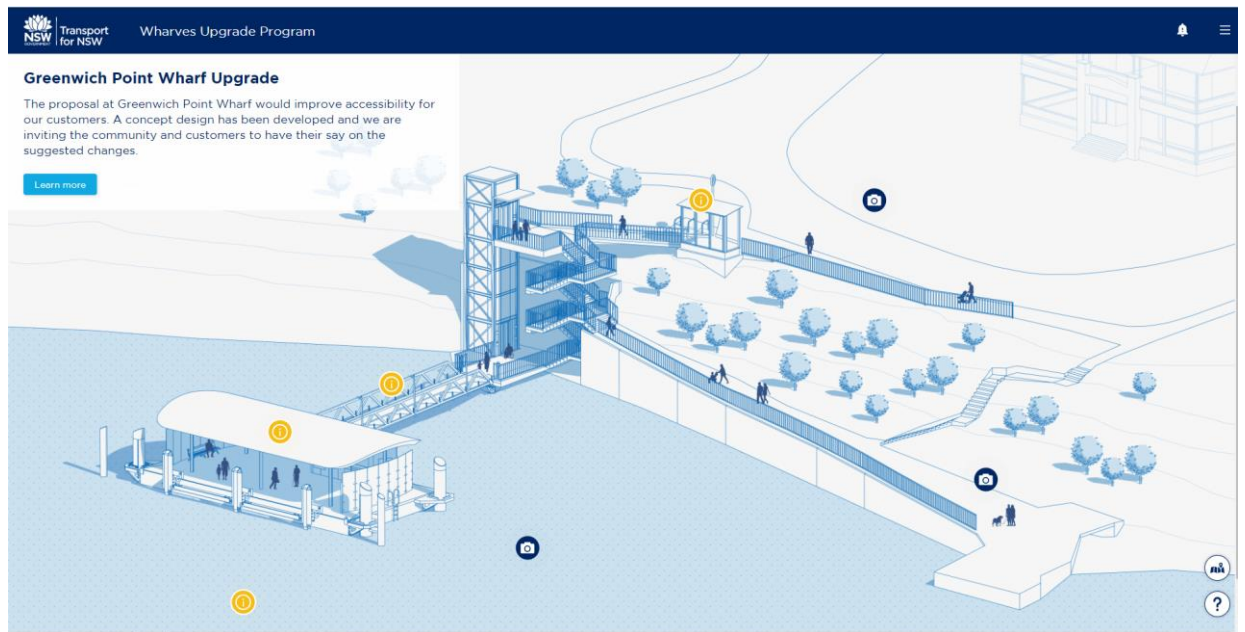 NSW
GOVERNMENT
Transport
for NSW
Wharves Upgrade Program
Greenwich Point Wharf Upgrade
The proposal at Greenwich Point Wharf would improve accessibility for
our customers. A concept design has been developed and we are
inviting the community and customers to have their say on the
suggested changes.
Learn more
?